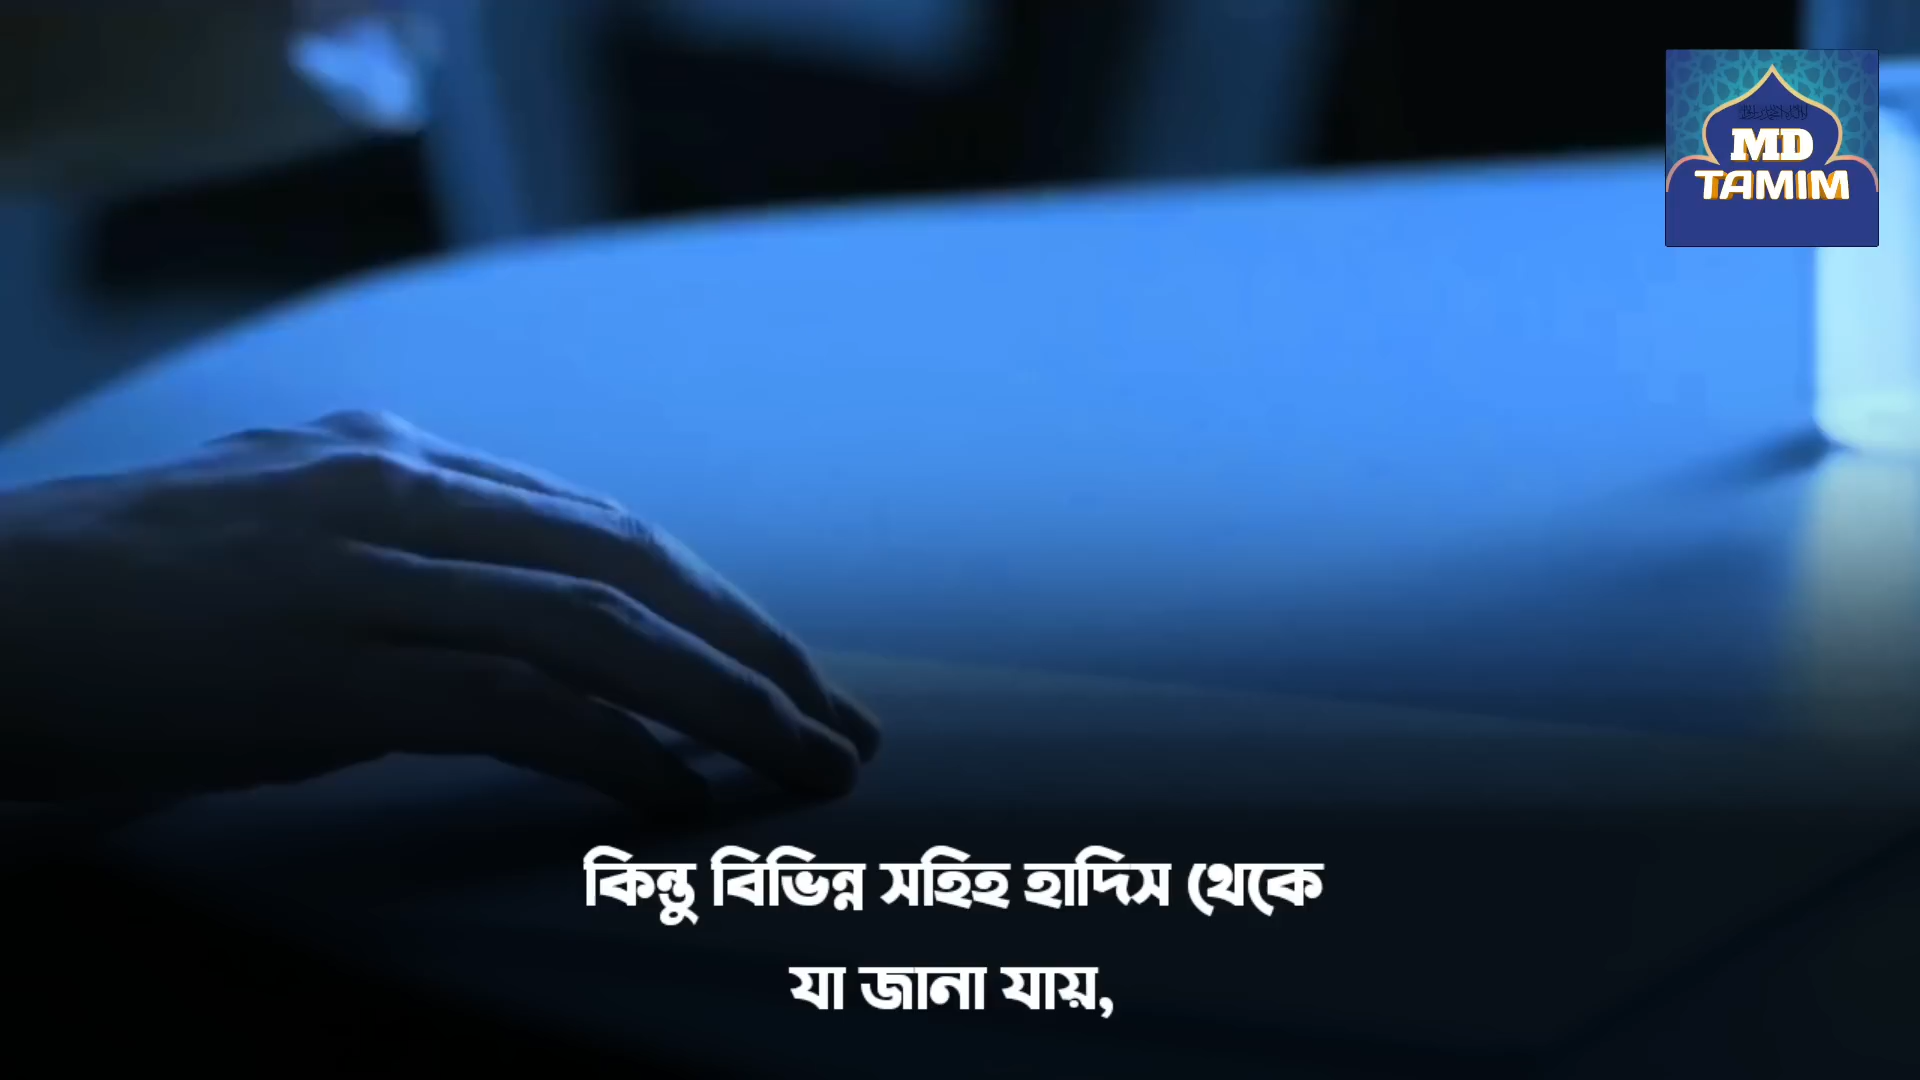 MD
TAMIM
কিন্তু বিভিন্ন সহিহ হাদিস থেকে
যা জানা যায়,